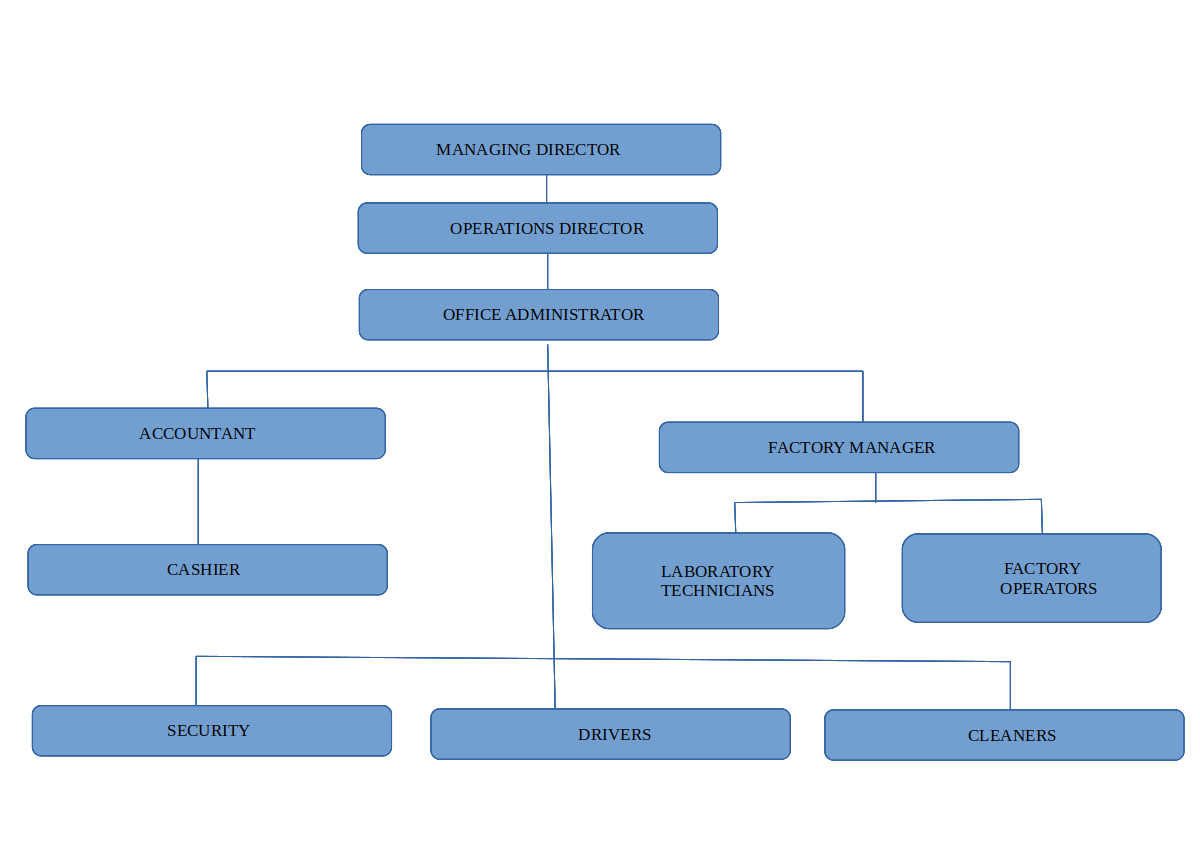 MANAGING DIRECTOR
OPERATIONS DIRECTOR
OFFICE ADMINISTRATOR
ACCOUNTANT
FACTORY MANAGER
CASHIER
LABORATORY
TECHNICIANS
FACTORY
OPERATORS
SECURITY
DRIVERS
CLEANERS